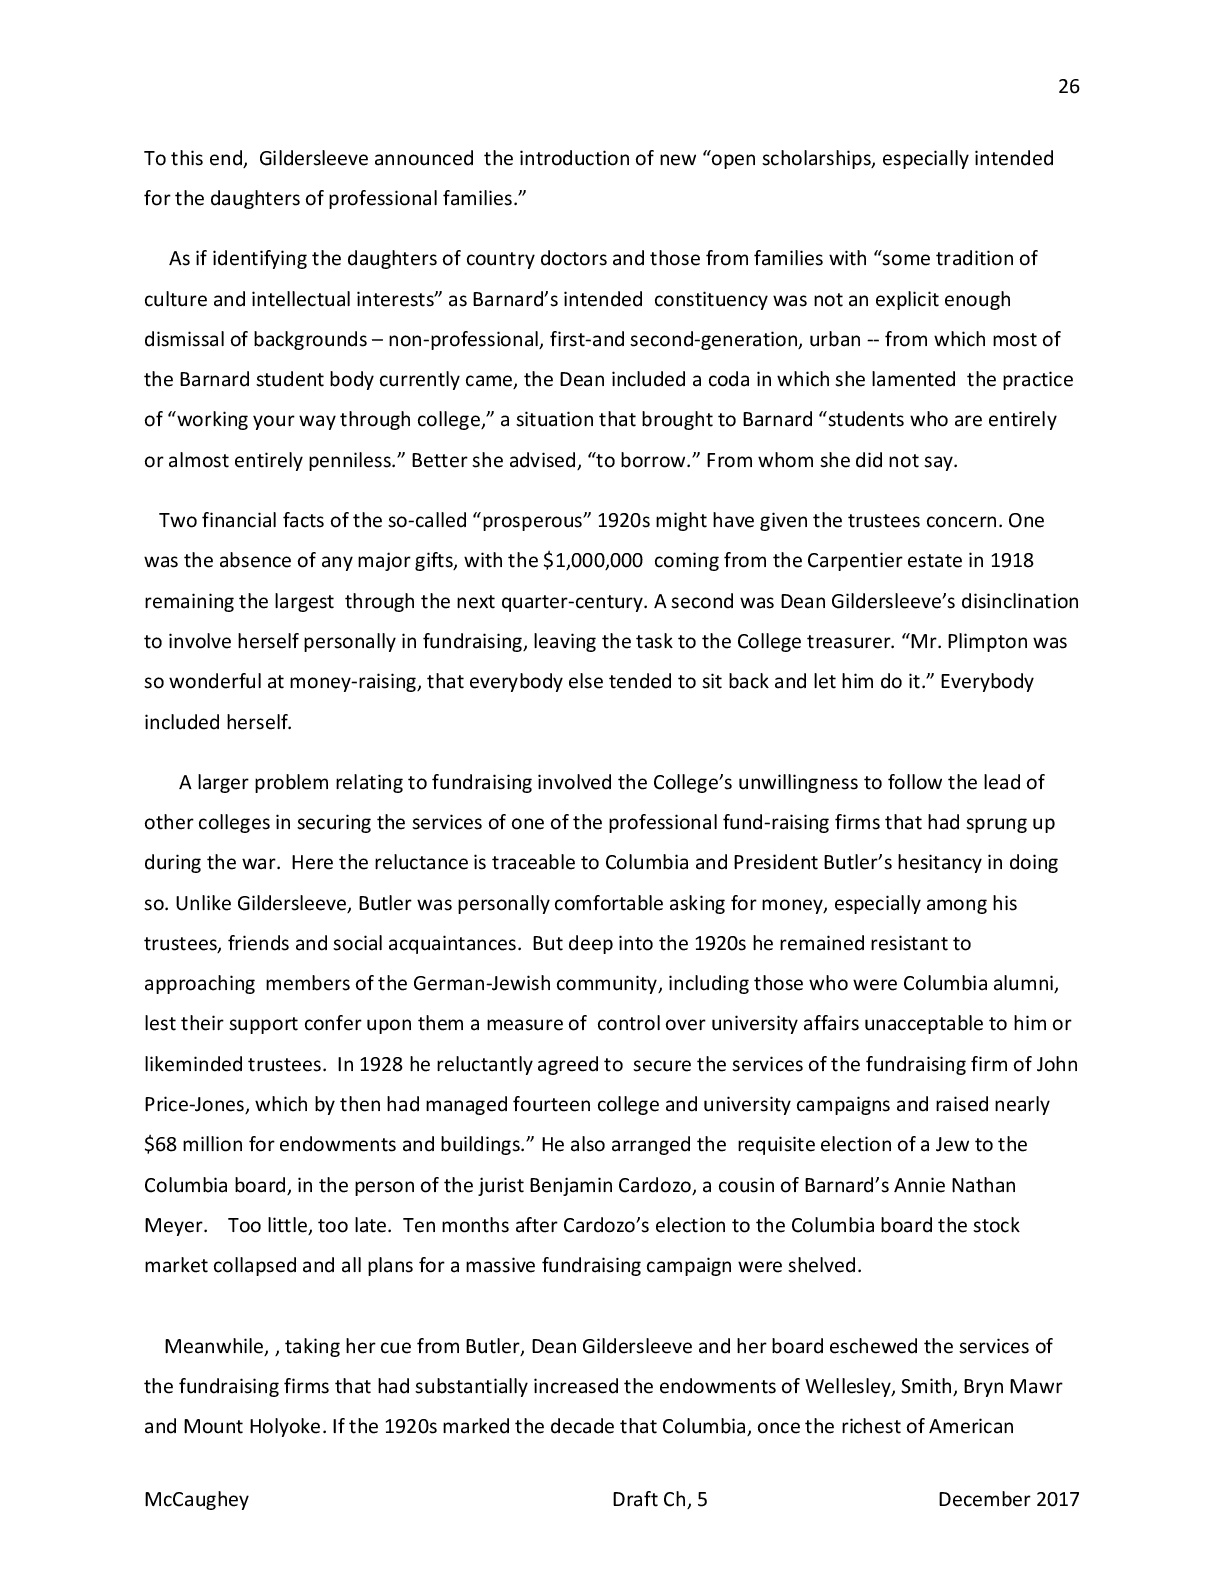 26
To this end,  Gildersleeve announced  the introduction of new “open scholarships, especially intended
for the daughters of professional families.”
As if identifying the daughters of country doctors and those from families with “some tradition of
culture and intellectual interests” as Barnard’s intended  constituency was not an explicit enough
dismissal of backgrounds – non-professional, first-and second-generation, urban -- from which most of
the Barnard student body currently came, the Dean included a coda in which she lamented  the practice
of “working your way through college,” a situation that brought to Barnard “students who are entirely
or almost entirely penniless.” Better she advised, “to borrow.” From whom she did not say.
Two financial facts of the so-called “prosperous” 1920s might have given the trustees concern. One
was the absence of any major gifts, with the $1,000,000  coming from the Carpentier estate in 1918
remaining the largest  through the next quarter-century. A second was Dean Gildersleeve’s disinclination
to involve herself personally in fundraising, leaving the task to the College treasurer. “Mr. Plimpton was
so wonderful at money-raising, that everybody else tended to sit back and let him do it.” Everybody
included herself.
A larger problem relating to fundraising involved the College’s unwillingness to follow the lead of
other colleges in securing the services of one of the professional fund-raising firms that had sprung up
during the war.  Here the reluctance is traceable to Columbia and President Butler’s hesitancy in doing
so. Unlike Gildersleeve, Butler was personally comfortable asking for money, especially among his
trustees, friends and social acquaintances.  But deep into the 1920s he remained resistant to
approaching  members of the German-Jewish community, including those who were Columbia alumni,
lest their support confer upon them a measure of  control over university affairs unacceptable to him or
likeminded trustees.  In 1928 he reluctantly agreed to  secure the services of the fundraising firm of John
Price-Jones, which by then had managed fourteen college and university campaigns and raised nearly
$68 million for endowments and buildings.” He also arranged the  requisite election of a Jew to the
Columbia board, in the person of the jurist Benjamin Cardozo, a cousin of Barnard’s Annie Nathan
Meyer.    Too little, too late.  Ten months after Cardozo’s election to the Columbia board the stock
market collapsed and all plans for a massive fundraising campaign were shelved.
Meanwhile, , taking her cue from Butler, Dean Gildersleeve and her board eschewed the services of
the fundraising firms that had substantially increased the endowments of Wellesley, Smith, Bryn Mawr
and Mount Holyoke. If the 1920s marked the decade that Columbia, once the richest of American
McCaughey Draft Ch, 5 December 2017